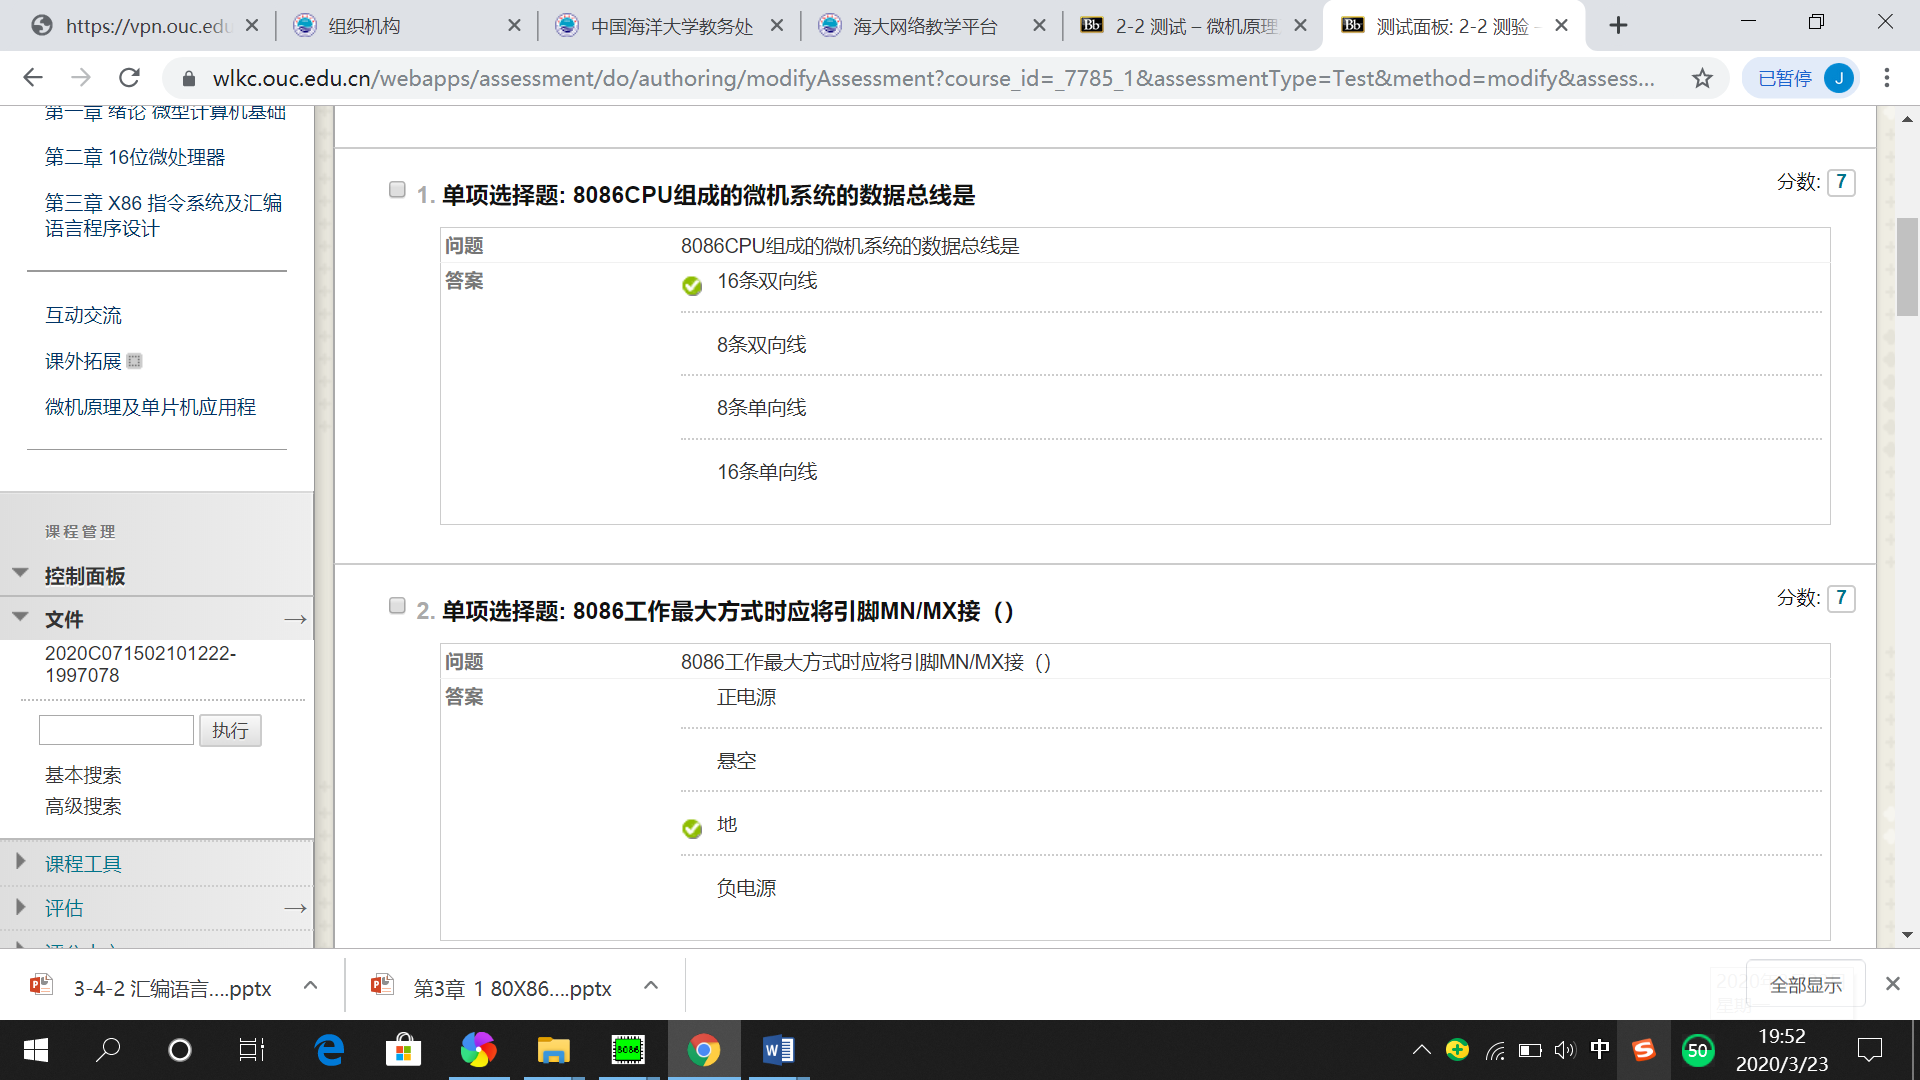 https://vpn.ouc.edu
组织机构
中国海洋大学教务处
海大网络教学平台
2-2 测试 – 微机原理
测试面板: 2-2 测验 –
wlkc.ouc.edu.cn/webapps/assessment/do/authoring/modifyAssessment?course_id=_7785_1&assessmentType=Test&method=modify&assess...
已暂停
J
第一章 绪论 微型计算机基础
第二章 16位微处理器
第三章 X86 指令系统及汇编
语言程序设计
互动交流
课外拓展
微机原理及单片机应用程
课程管理
控制面板
文件
2020C071502101222-
1997078
执行
基本搜索
高级搜索
课程工具
评估
1. 单项选择题: 8086CPU组成的微机系统的数据总线是
分数: 7
问题 8086CPU组成的微机系统的数据总线是
答案 16条双向线
8条双向线
8条单向线
16条单向线
2. 单项选择题: 8086工作最大方式时应将引脚MN/MX接（）
分数: 7
问题 8086工作最大方式时应将引脚MN/MX接（）
答案 正电源
悬空
地
负电源
3-4-2 汇编语言....pptx
第3章 1 80X86....pptx
全部显示
8086
中
50
19:52
2020/3/23